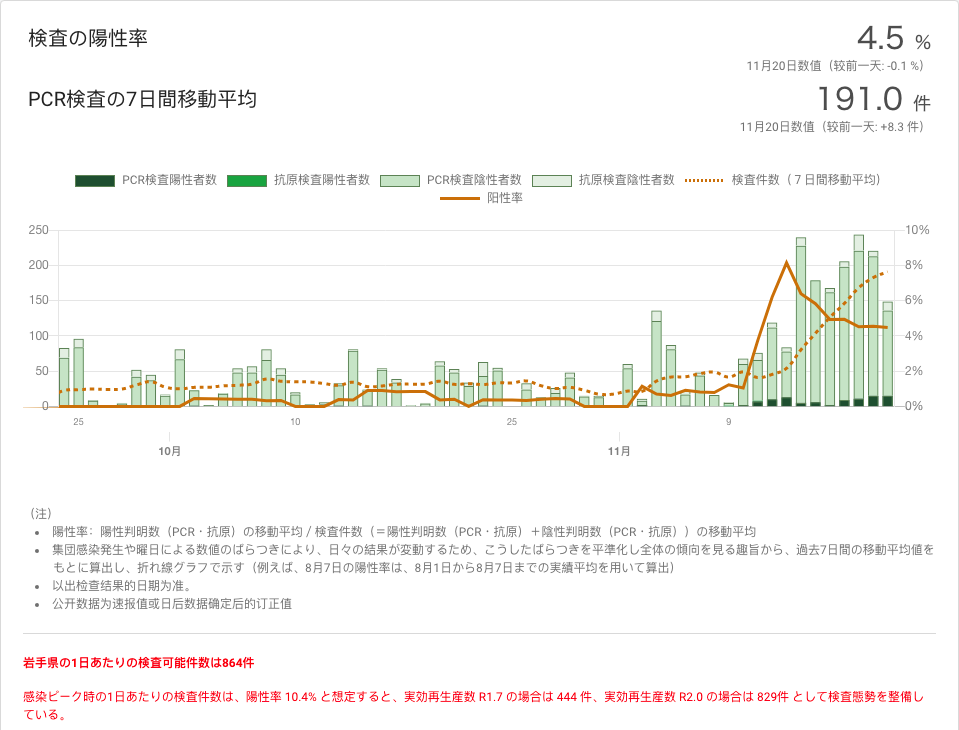 検査の陽性率
4.5 %
11月20日数值（较前一天: -0.1 %）
PCR検査の7日間移動平均
191.0 件
11月20日数值（较前一天: +8.3 件）
PCR検査陽性者数 抗原検査陽性者数 PCR検査陰性者数 抗原検査陰性者数 検査件数（７日間移動平均）
阳性率
250 10%
200 8%
150 6%
100 4%
50 2%
0 0%
25 10 25 9
10月 11月
（注）
• 陽性率：陽性判明数（PCR・抗原）の移動平均 / 検査件数（＝陽性判明数（PCR・抗原）＋陰性判明数（PCR・抗原））の移動平均
• 集団感染発生や曜日による数値のばらつきにより、日々の結果が変動するため、こうしたばらつきを平準化し全体の傾向を見る趣旨から、過去7日間の移動平均値を
もとに算出し、折れ線グラフで示す（例えば、8月7日の陽性率は、8月1日から8月7日までの実績平均を用いて算出）
• 以出检查结果的日期为准。
• 公开数据为速报值或日后数据确定后的订正值
岩手県の1日あたりの検査可能件数は864件
感染ピーク時の1日あたりの検査件数は、陽性率 10.4% と想定すると、実効再生産数 R1.7 の場合は 444 件、実効再生産数 R2.0 の場合は 829件 として検査態勢を整備し
ている。